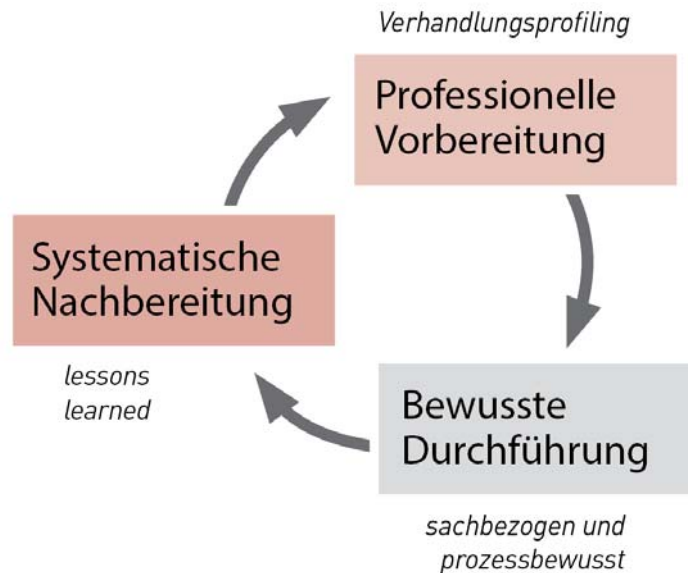 Verhandlungsprofiling
Professionelle
Vorbereitung
Systematische
Nachbereitung
lessons
learned
Bewusste
Durchführung
sachbezogen und
prozessbewusst